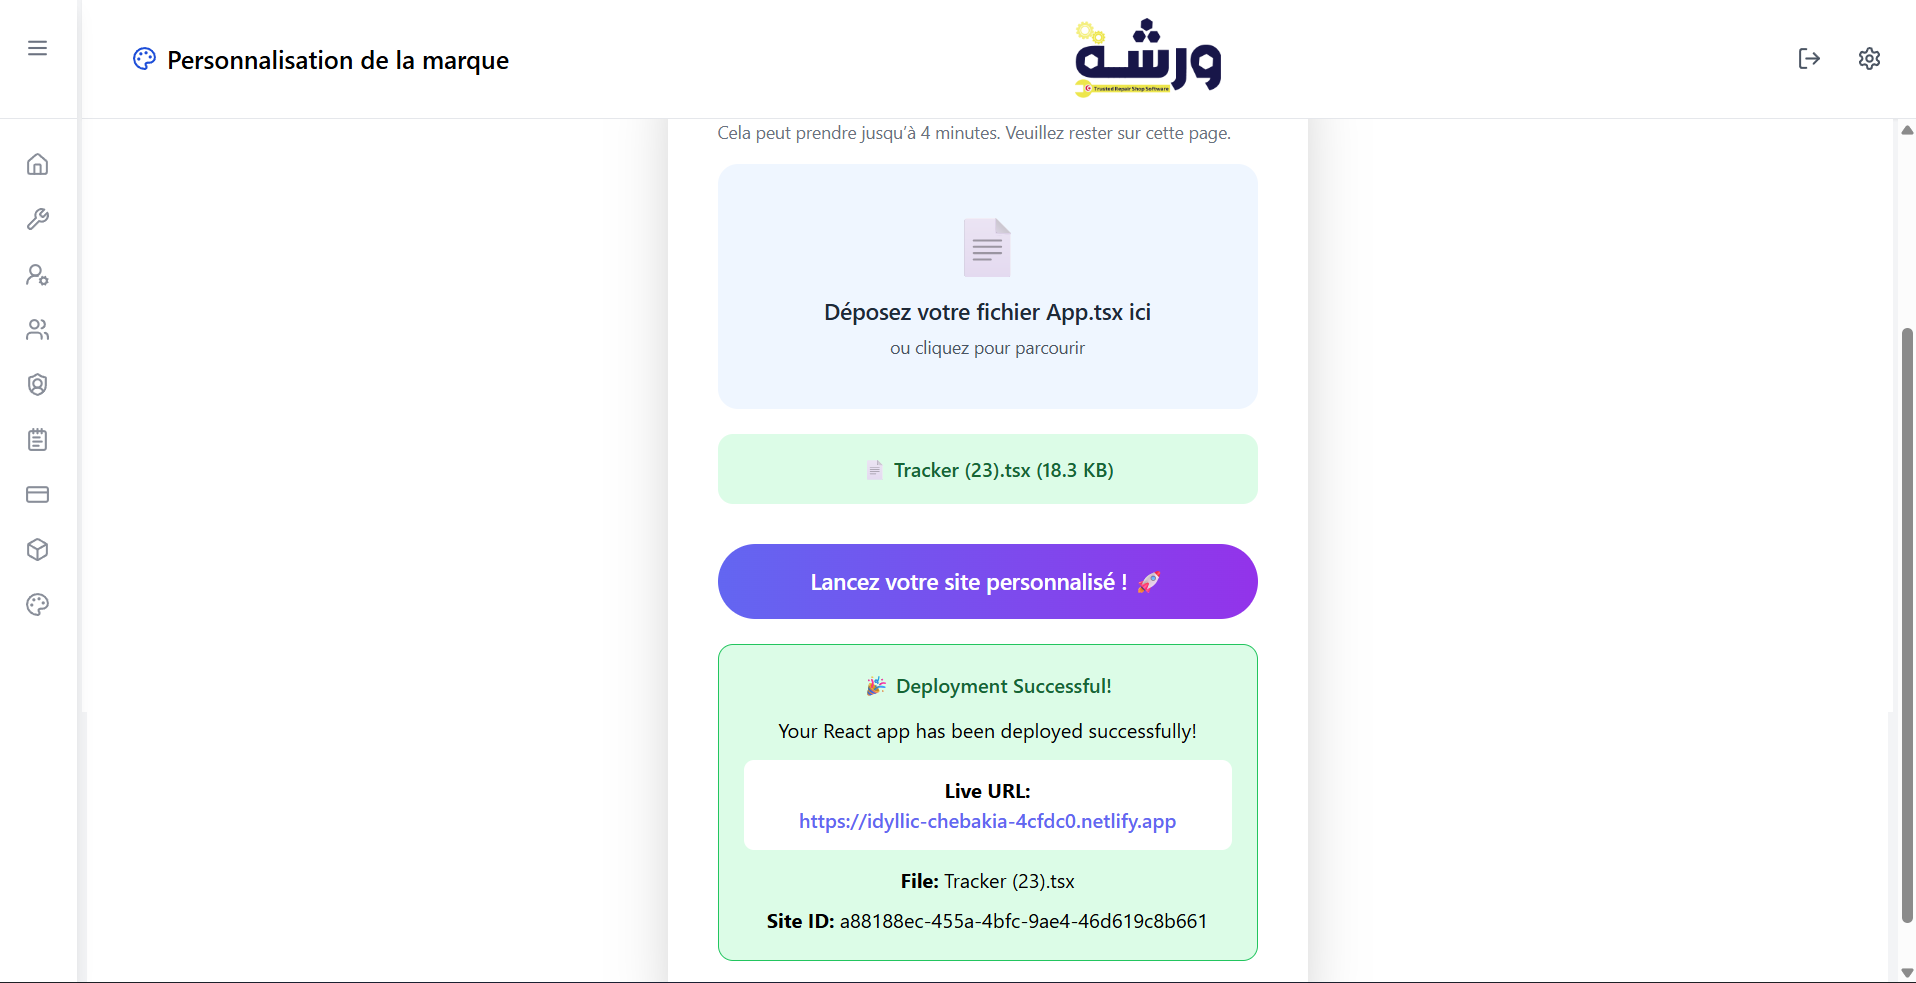 Personnalisation de la marque
ورشة
Trusted Repair Shop Software
Cela peut prendre jusqu’à 4 minutes. Veuillez rester sur cette page.
Déposez votre fichier App.tsx ici
ou cliquez pour parcourir
Tracker (23).tsx (18.3 KB)
Lancez votre site personnalisé ! 🚀
🎉 Deployment Successful!
Your React app has been deployed successfully!
Live URL:
https://idyllic-chebakia-4cfdc0.netlify.app
File: Tracker (23).tsx
Site ID: a88188ec-455a-4bfc-9ae4-46d619c8b661